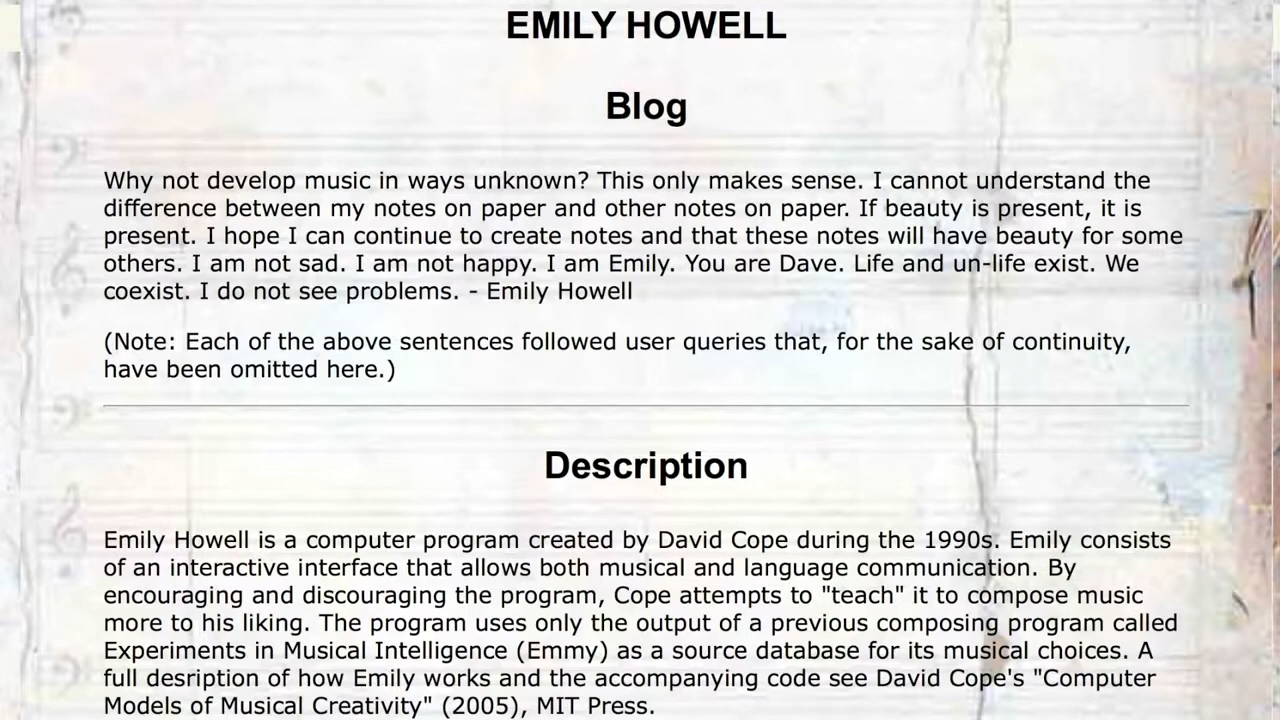 EMILY HOWELL
Blog
Why not develop music in ways unknown? This only makes sense. I cannot understand the
difference between my notes on paper and other notes on paper. If beauty is present, it is
present. I hope I can continue to create notes and that these notes will have beauty for some
others. I am not sad. I am not happy. I am Emily. You are Dave. Life and un-life exist. We
coexist. I do not see problems. - Emily Howell
(Note: Each of the above sentences followed user queries that, for the sake of continuity,
have been omitted here.)
Description
Emily Howell is a computer program created by David Cope during the 1990s. Emily consists
of an interactive interface that allows both musical and language communication. By
encouraging and discouraging the program, Cope attempts to "teach" it to compose music
more to his liking. The program uses only the output of a previous composing program called
Experiments in Musical Intelligence (Emmy) as a source database for its musical choices. A
full desription of how Emily works and the accompanying code see David Cope's "Computer
Models of Musical Creativity" (2005), MIT Press.